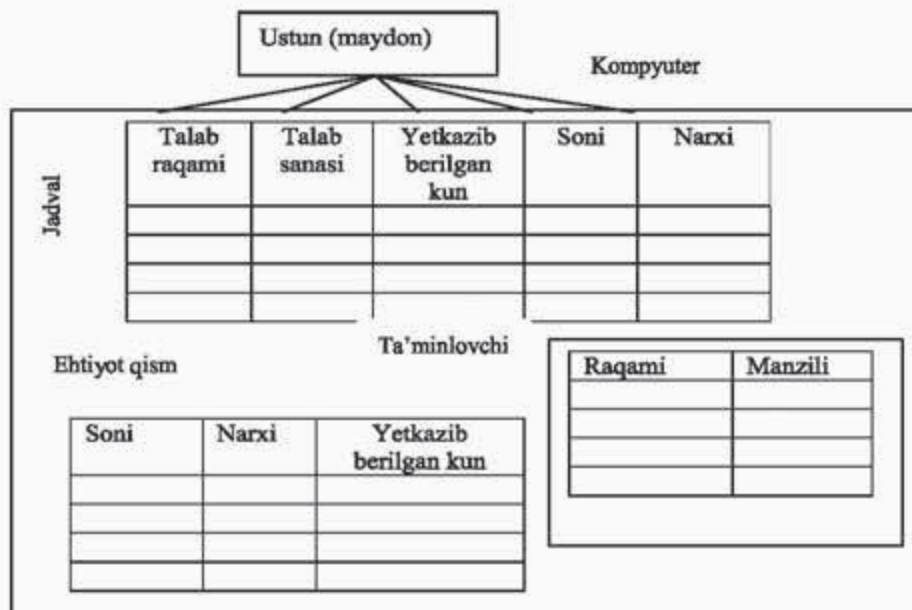 Ustun (maydon)
Kompyuter
Jadval
Talab raqami
Talab sanasi
Yetkazib berilgan kun
Soni
Narxi
Ta’minlovchi
Ehtiyot qism
Raqami
Manzili
Soni
Narxi
Yetkazib berilgan kun